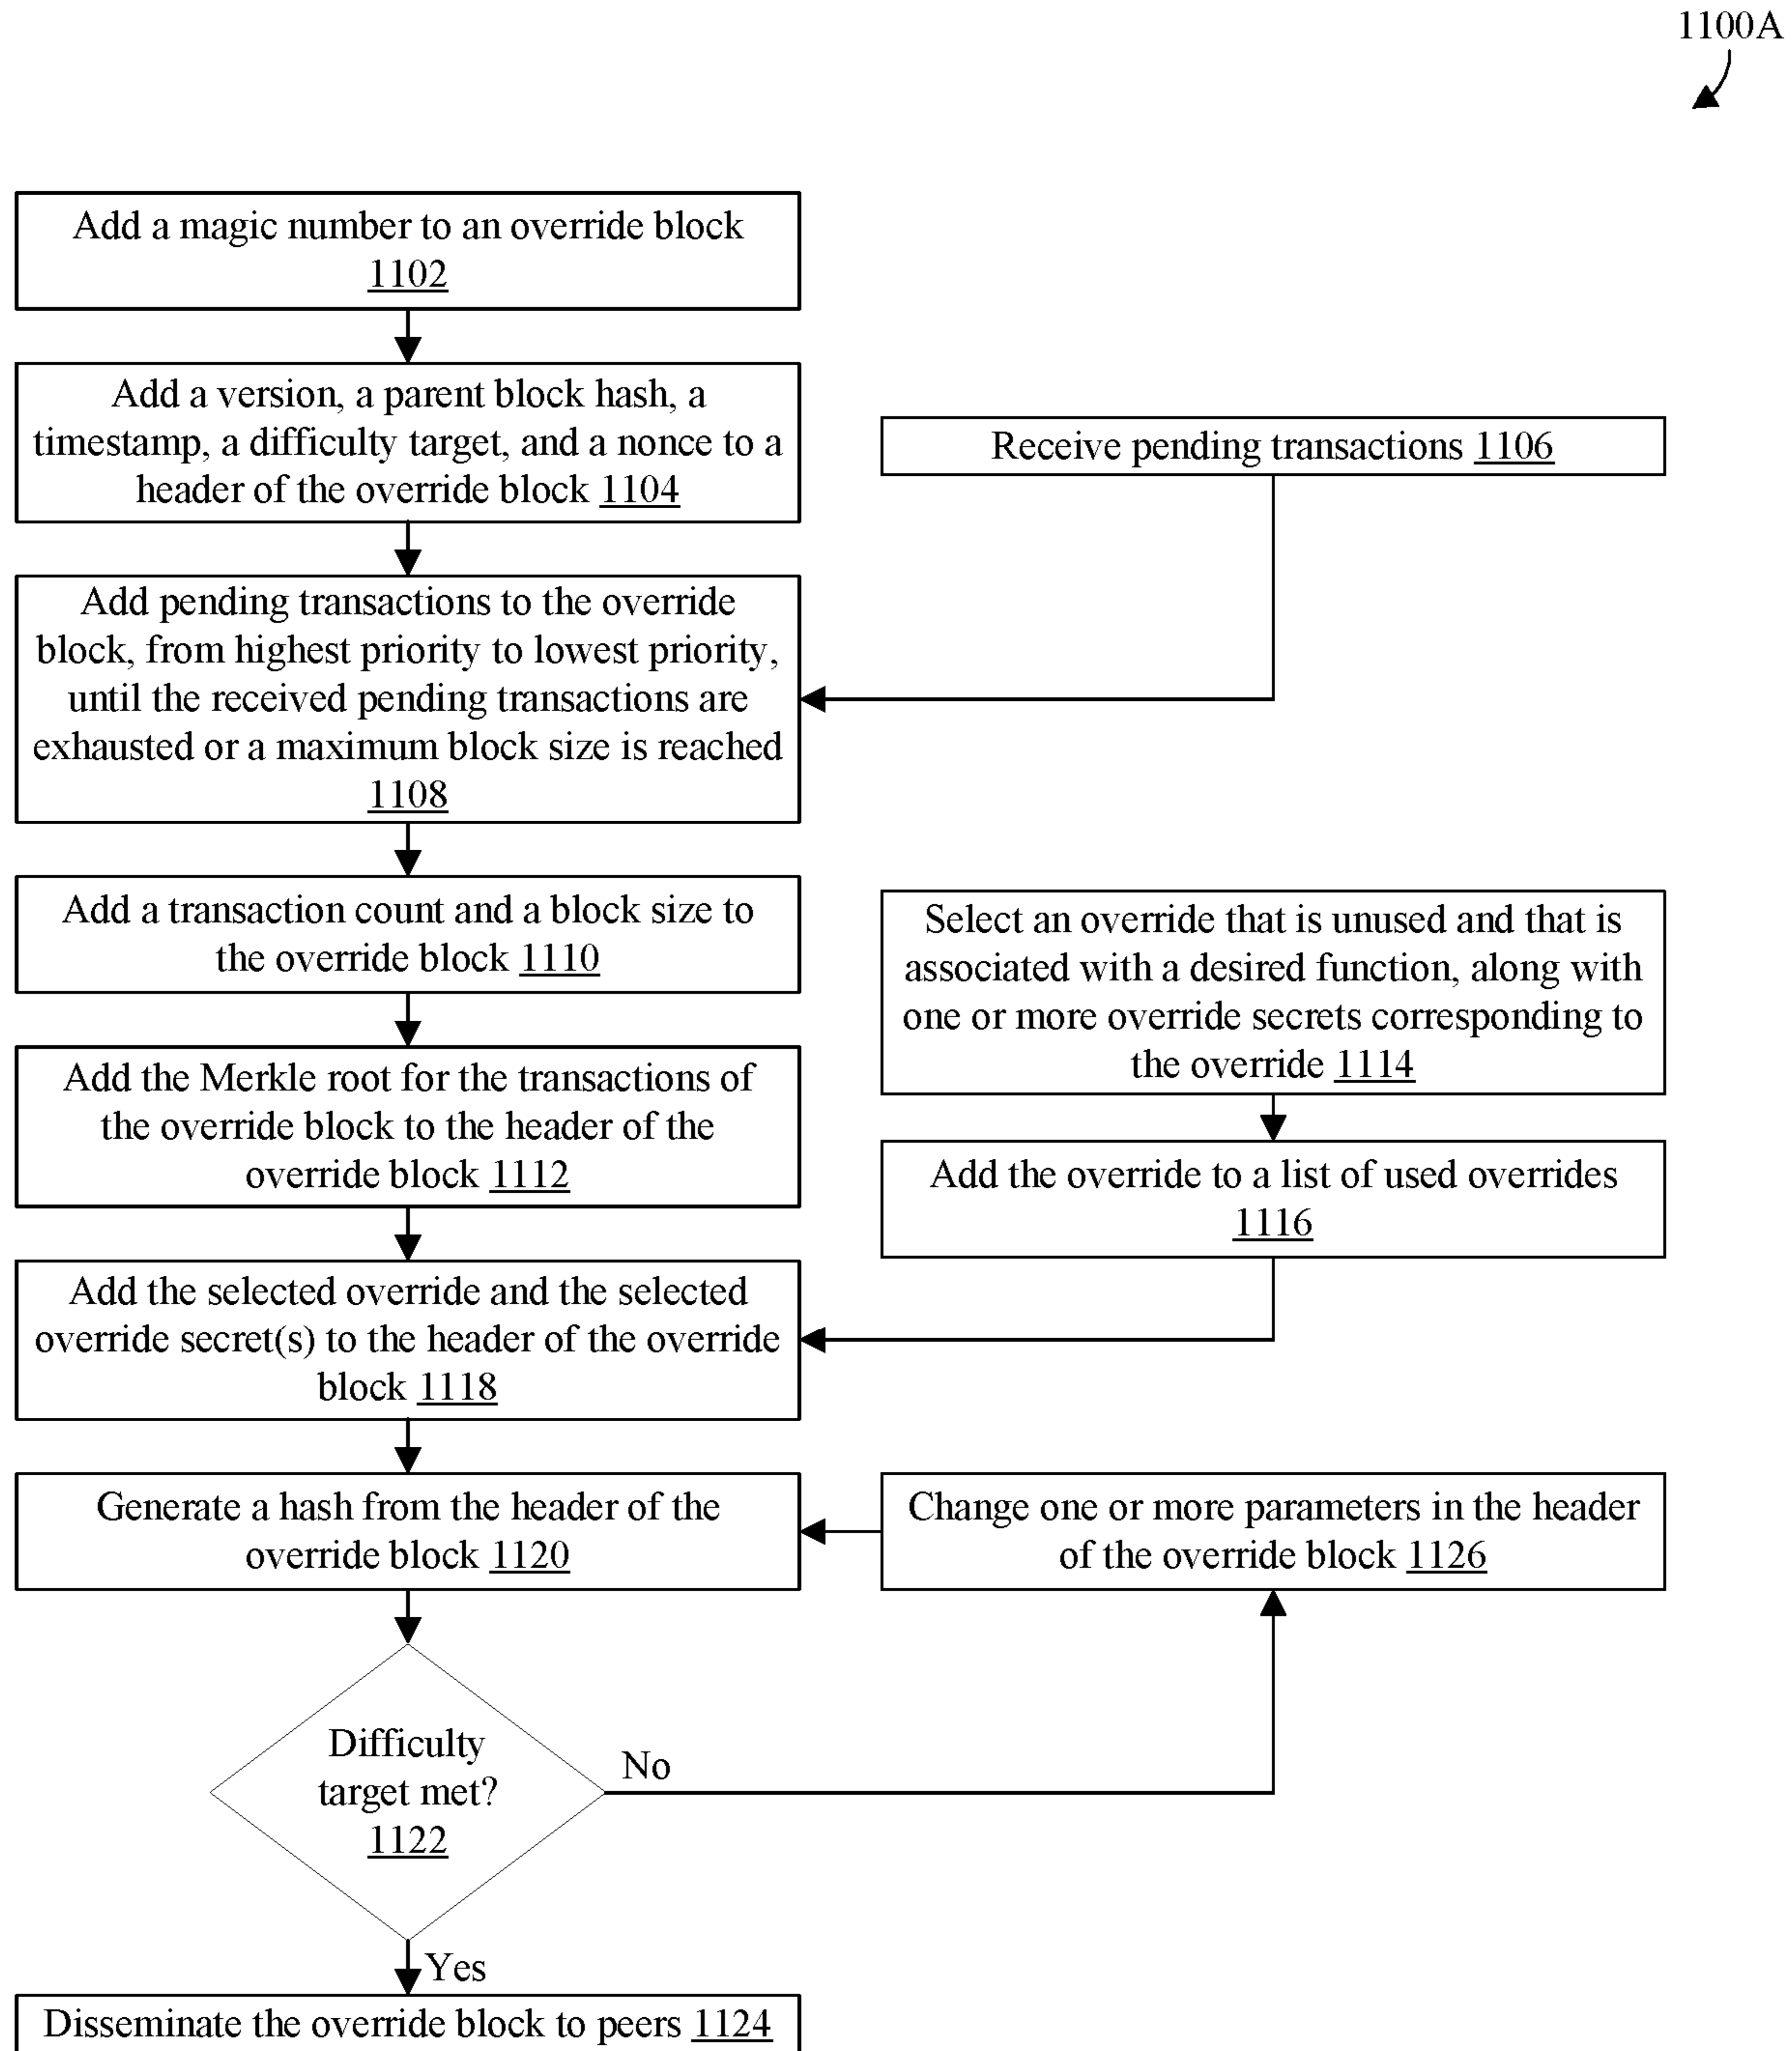 1100A
Add a magic number to an override block
1102
Add a version, a parent block hash, a
timestamp, a difficulty target, and a nonce to a
header of the override block 1104
Receive pending transactions 1106
Add pending transactions to the override
block, from highest priority to lowest priority,
until the received pending transactions are
exhausted or a maximum block size is reached
1108
Add a transaction count and a block size to
the override block 1110
Select an override that is unused and that is
associated with a desired function, along with
one or more override secrets corresponding to
the override 1114
Add the Merkle root for the transactions of
the override block to the header of the
override block 1112
Add the override to a list of used overrides
1116
Add the selected override and the selected
override secret(s) to the header of the override
block 1118
Generate a hash from the header of the
override block 1120
Change one or more parameters in the header
of the override block 1126
Difficulty
target met?
1122
No
Yes
Disseminate the override block to peers 1124